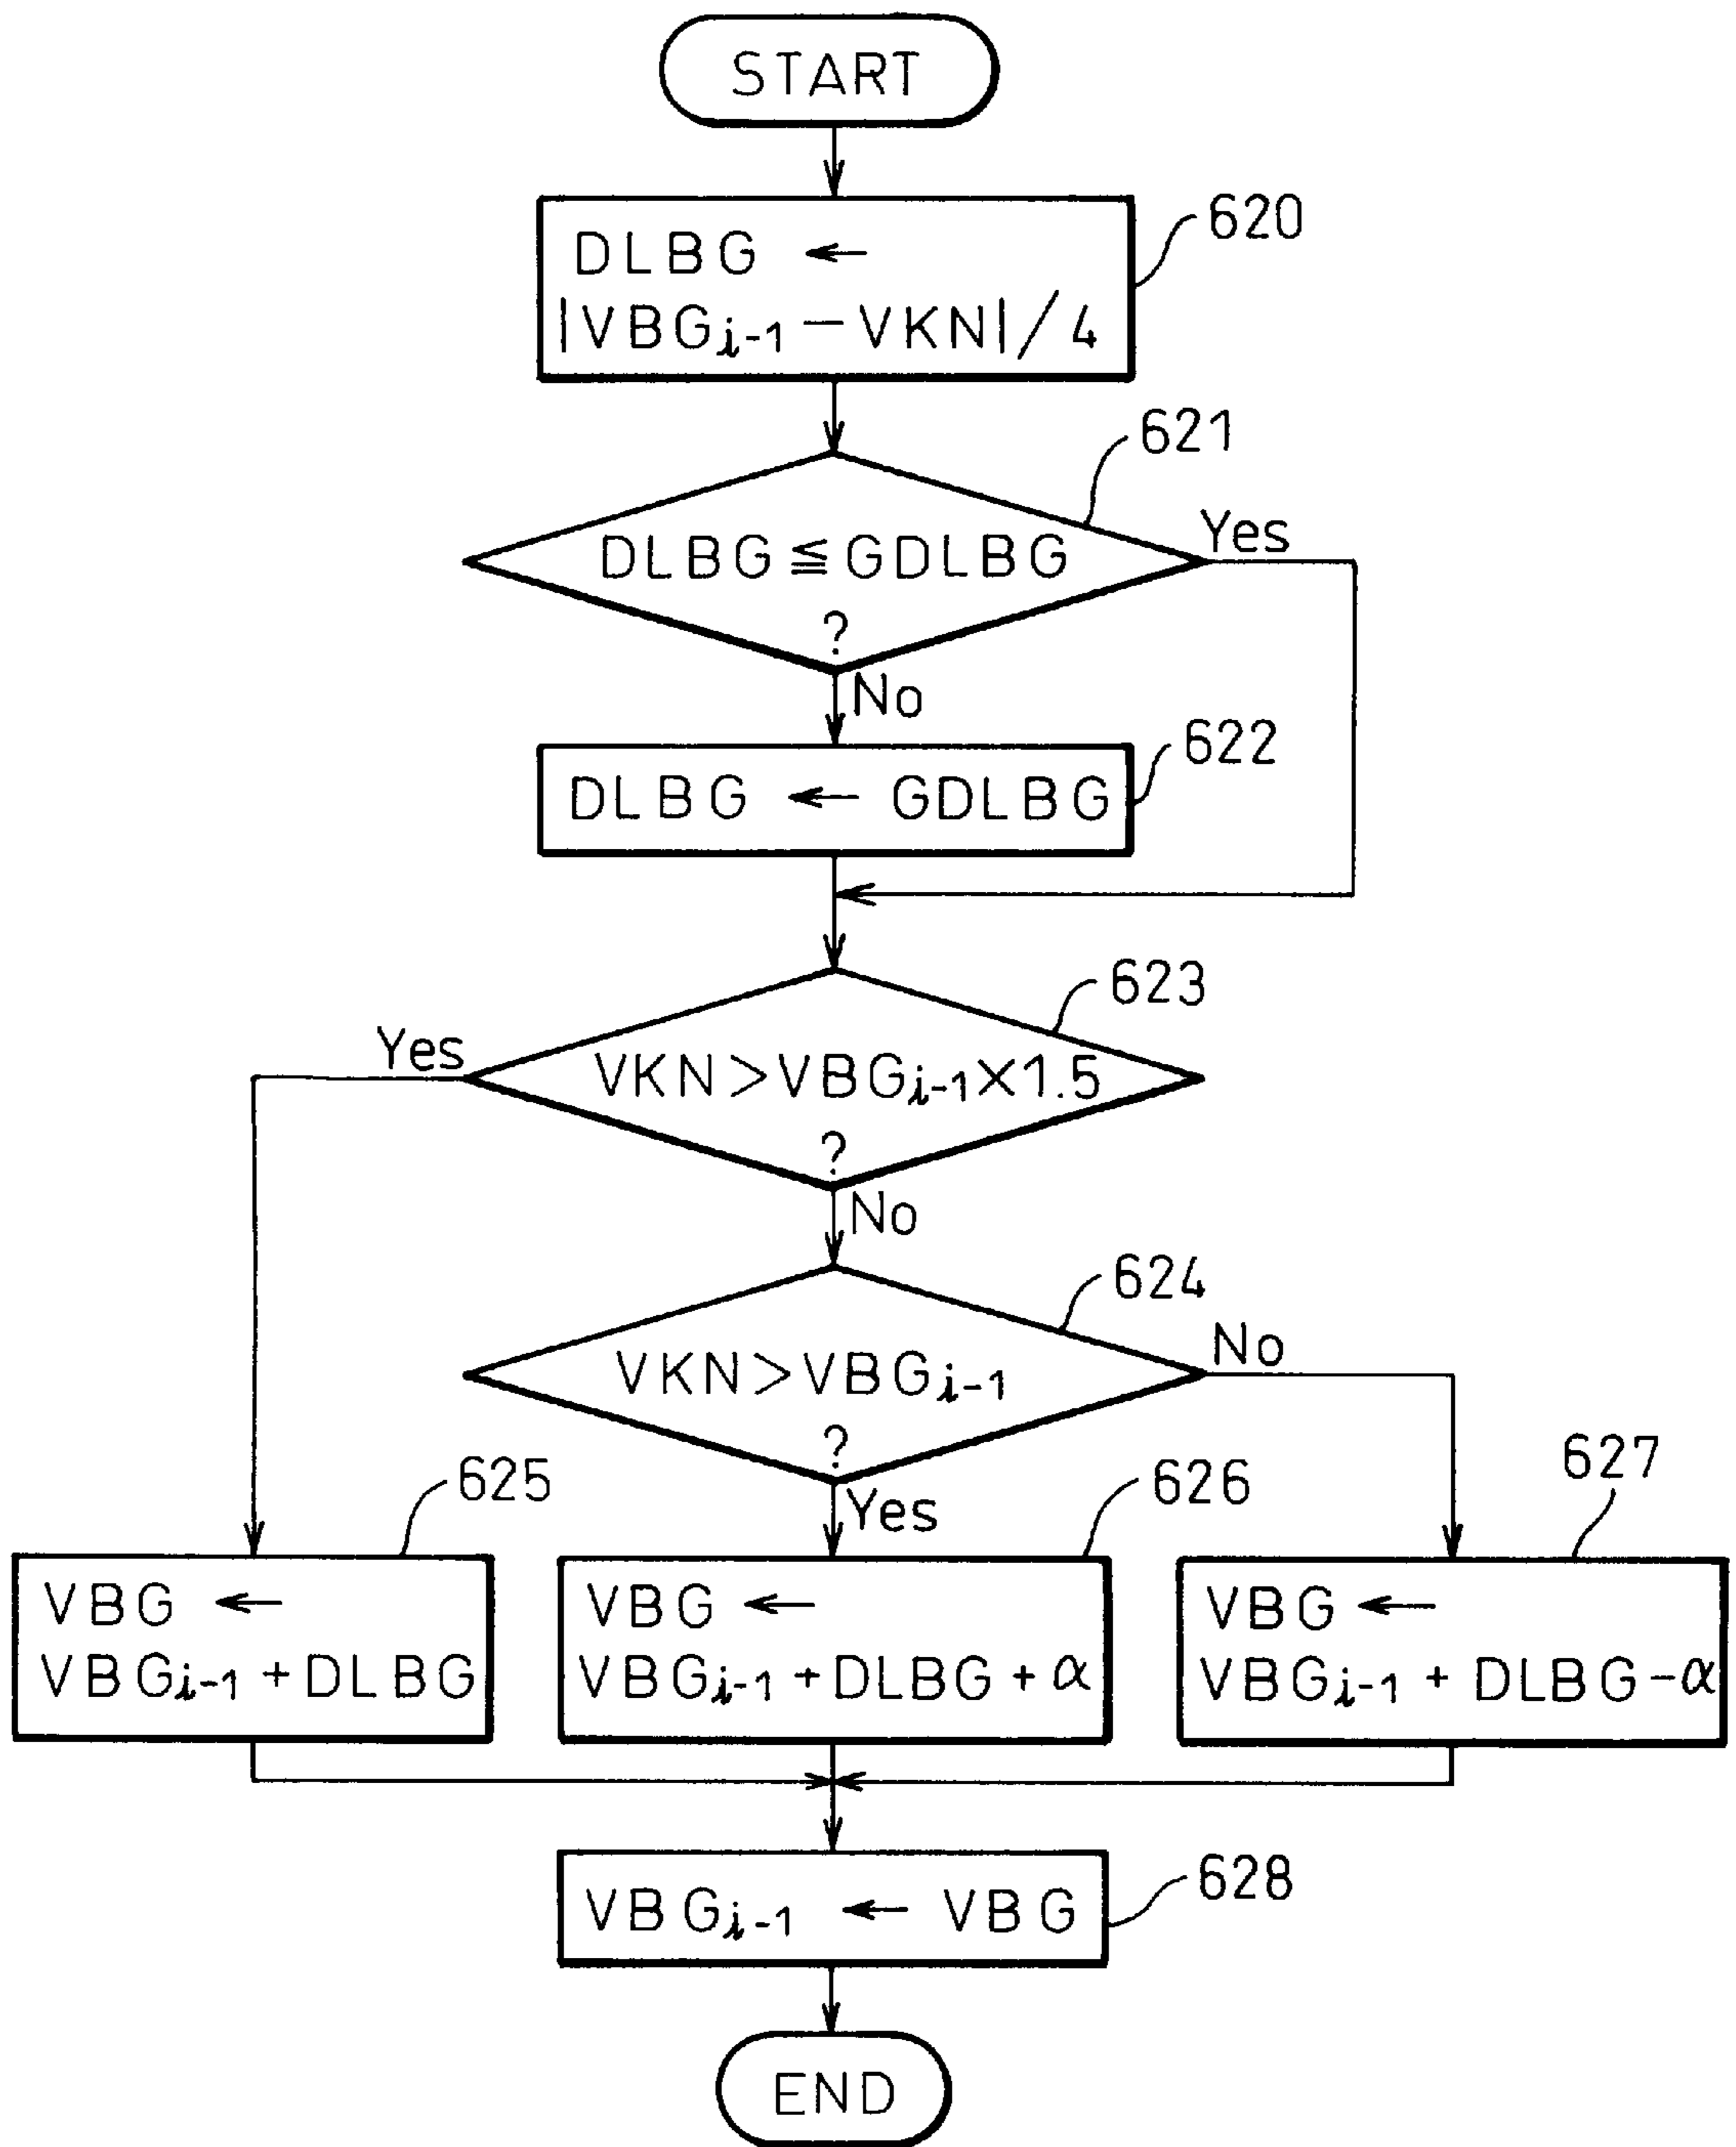 START
620
DLBG ←
|VBGi-1 − VKN| / 4
621
DLBG ≦ GDLBG
?
Yes
No
622
DLBG ← GDLBG
623
Yes
VKN > VBGi-1 × 1.5
?
No
624
VKN > VBGi-1
?
No
Yes
625
VBG ←
VBGi-1 + DLBG
626
VBG ←
VBGi-1 + DLBG + α
627
VBG ←
VBGi-1 + DLBG - α
628
VBGi-1 ← VBG
END